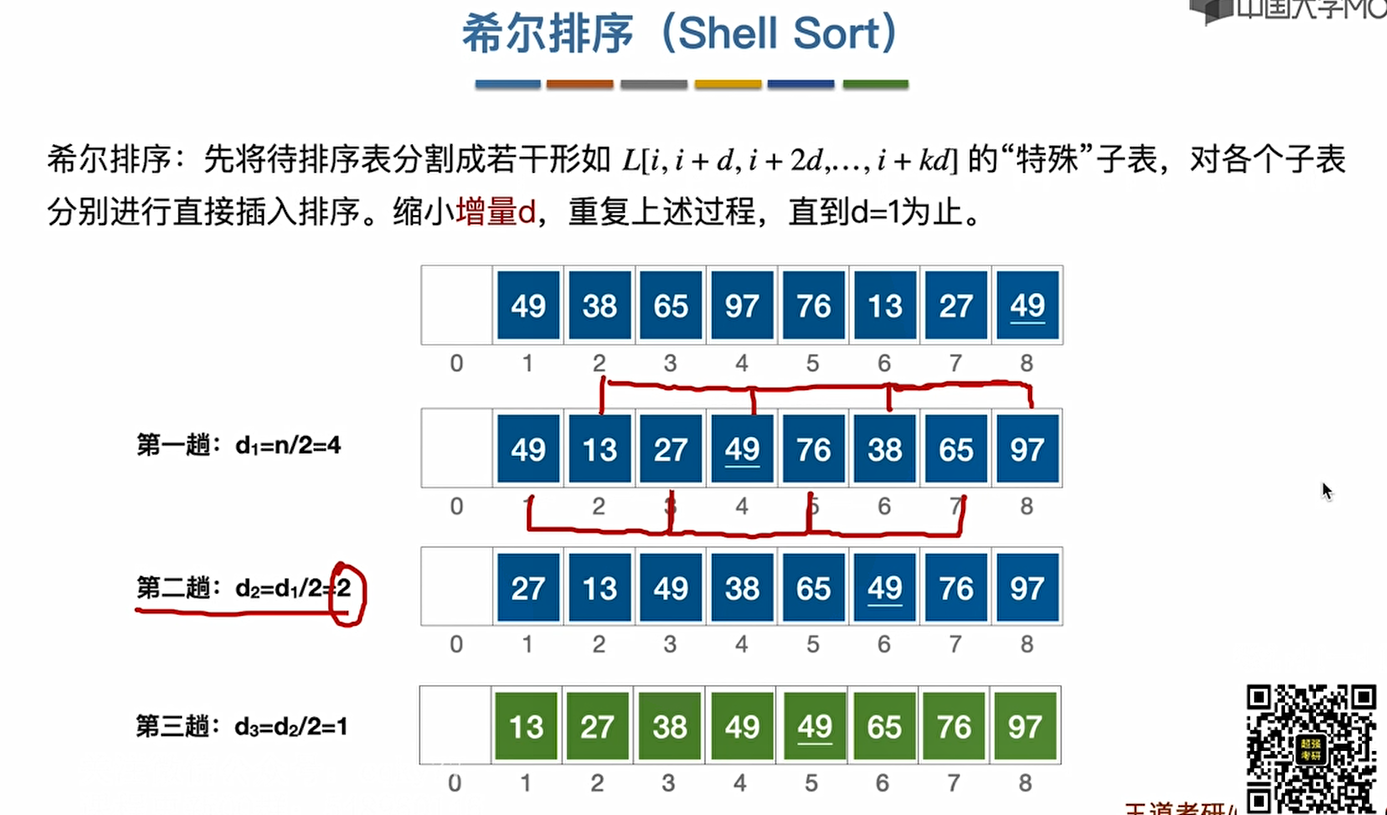 中国大学MO
希尔排序（Shell Sort）
希尔排序：先将待排序表分割成若干形如 L[i, i + d, i + 2d,…, i + kd] 的“特殊”子表，对各个子表
分别进行直接插入排序。缩小增量d，重复上述过程，直到d=1为止。
49 38 65 97 76 13 27 49
0 1 2 3 4 5 6 7 8
第一趟：d₁=n/2=4
49 13 27 49 76 38 65 97
0 1 2 3 4 5 6 7 8
第二趟：d₂=d₁/2=2
27 13 49 38 65 49 76 97
0 1 2 3 4 5 6 7 8
第三趟：d₃=d₂/2=1
13 27 38 49 49 65 76 97
0 1 2 3 4 5 6 7 8
超强
考研
王道考研/